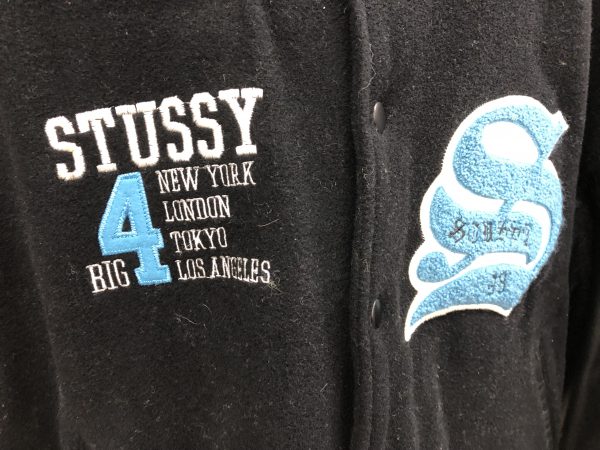 STUSSY
NEW YORK
LONDON
TOKYO
BIG 4 LOS ANGELES
S